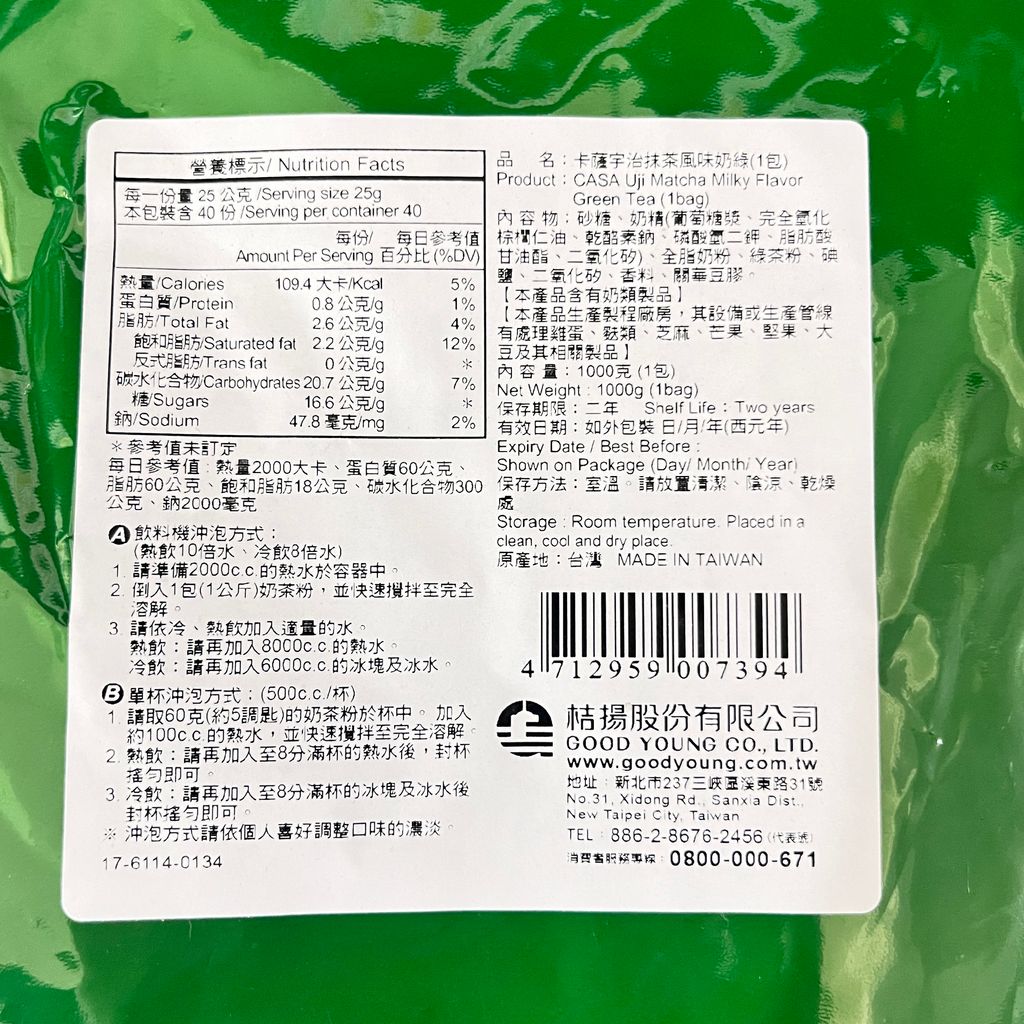 營養標示/ Nutrition Facts
每一份量 25 公克 /Serving size 25g
本包裝含 40 份 /Serving per container 40
每份/ 每日參考值
Amount Per Serving 百分比 (%DV)
熱量/Calories 109.4 大卡/Kcal 5%
蛋白質/Protein 0.8 公克/g 1%
脂肪/Total Fat 2.6 公克/g 4%
飽和脂肪/Saturated fat 2.2 公克/g 12%
反式脂肪/Trans fat 0 公克/g *
碳水化合物/Carbohydrates 20.7 公克/g 7%
糖/Sugars 16.6 公克/g *
鈉/Sodium 47.8 毫克/mg 2%
＊參考值未訂定
每日參考值：熱量2000大卡、蛋白質60公克、
脂肪60公克、飽和脂肪18公克、碳水化合物300
公克、鈉2000毫克
A 飲料機沖泡方式：
(熱飲10倍水、冷飲8倍水)
1. 請準備2000c.c.的熱水於容器中。
2. 倒入1包(1公斤)奶茶粉，並快速攪拌至完全
溶解。
3. 請依冷、熱飲加入適量的水。
熱飲：請再加入8000c.c.的熱水。
冷飲：請再加入6000c.c.的冰塊及冰水。
B 單杯沖泡方式：(500c.c./杯)
1. 請取60克(約5調匙)的奶茶粉於杯中。加入
約100c.c.的熱水，並快速攪拌至完全溶解。
2. 熱飲：請再加入至8分滿杯的熱水後，封杯
搖勻即可。
3. 冷飲：請再加入至8分滿杯的冰塊及冰水後
封杯搖勻即可。
※ 沖泡方式請依個人喜好調整口味的濃淡。
17-6114-0134
品　名：卡薩宇治抹茶風味奶綠(1包)
Product：CASA Uji Matcha Milky Flavor
Green Tea (1bag)
內容物：砂糖、奶精(葡萄糖漿、完全氫化
棕櫚仁油、乾酪素鈉、磷酸氫二鉀、脂肪酸
甘油酯、二氧化矽)、全脂奶粉、綠茶粉、碘
鹽、二氧化矽、香料、關華豆膠。
【本產品含有奶類製品】
【本產品生產製程廠房，其設備或生產管線
有處理雞蛋、麩類、芝麻、芒果、堅果、大
豆及其相關製品】
內容量：1000克 (1包)
Net Weight：1000g (1bag)
保存期限：二年 Shelf Life：Two years
有效日期：如外包裝 日/月/年(西元年)
Expiry Date / Best Before：
Shown on Package (Day/ Month/ Year)
保存方法：室溫。請放置清潔、陰涼、乾燥
處
Storage : Room temperature. Placed in a
clean, cool and dry place.
原產地：台灣 MADE IN TAIWAN
4 712959 007394
桔揚股份有限公司
GOOD YOUNG CO., LTD.
www.goodyoung.com.tw
地址：新北市237三峽區溪東路31號
No.31, Xidong Rd., Sanxia Dist.,
New Taipei City, Taiwan
TEL：886-2-8676-2456 (代表號)
消費者服務專線：0800-000-671